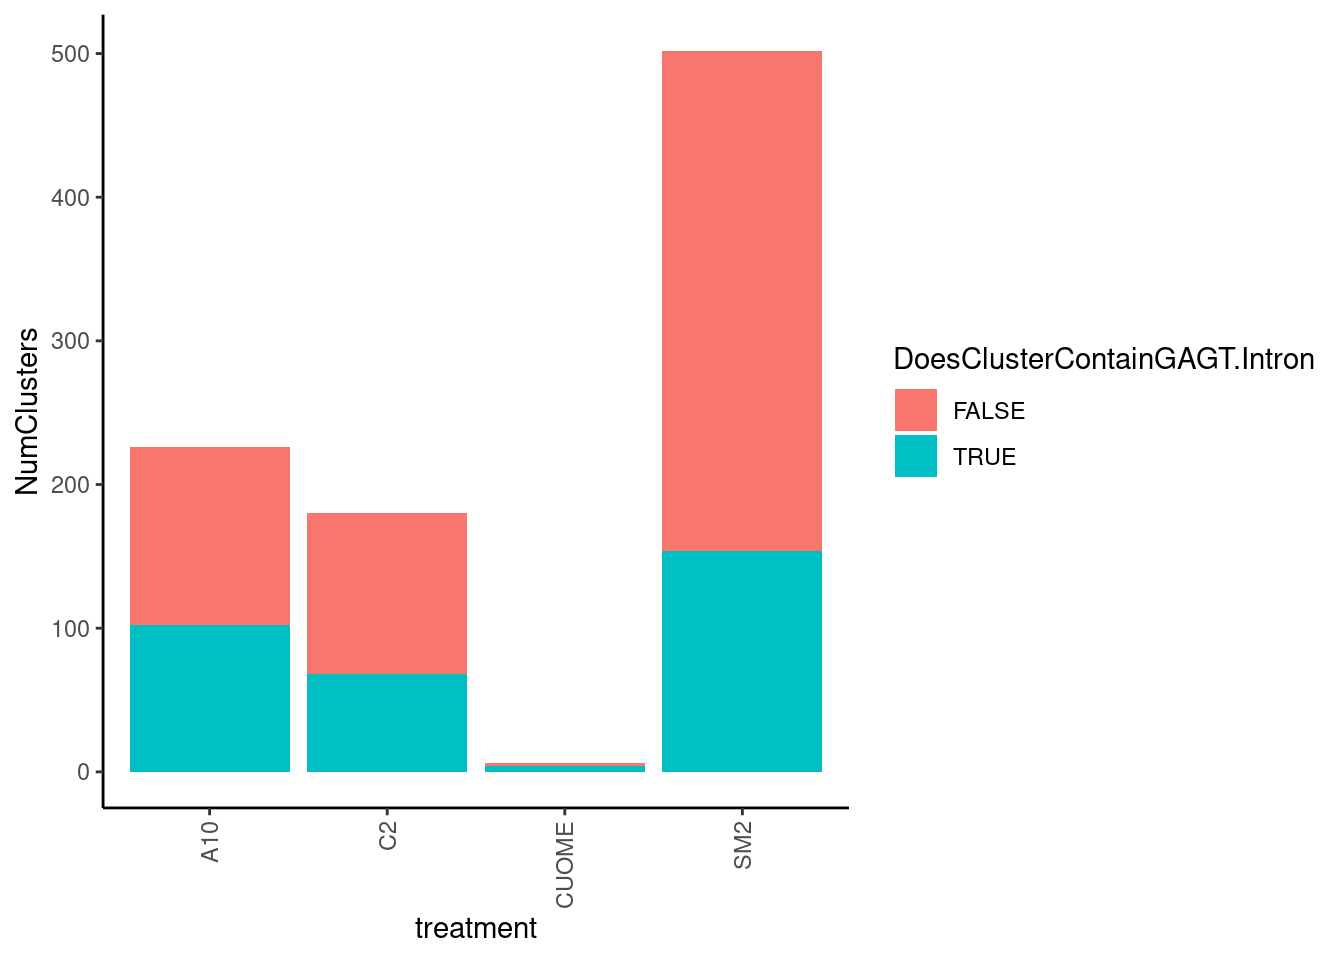 NumClusters
500
400
300
200
100
0
A10
C2
CUOME
SM2
treatment
DoesClusterContainGAGT.Intron
FALSE
TRUE